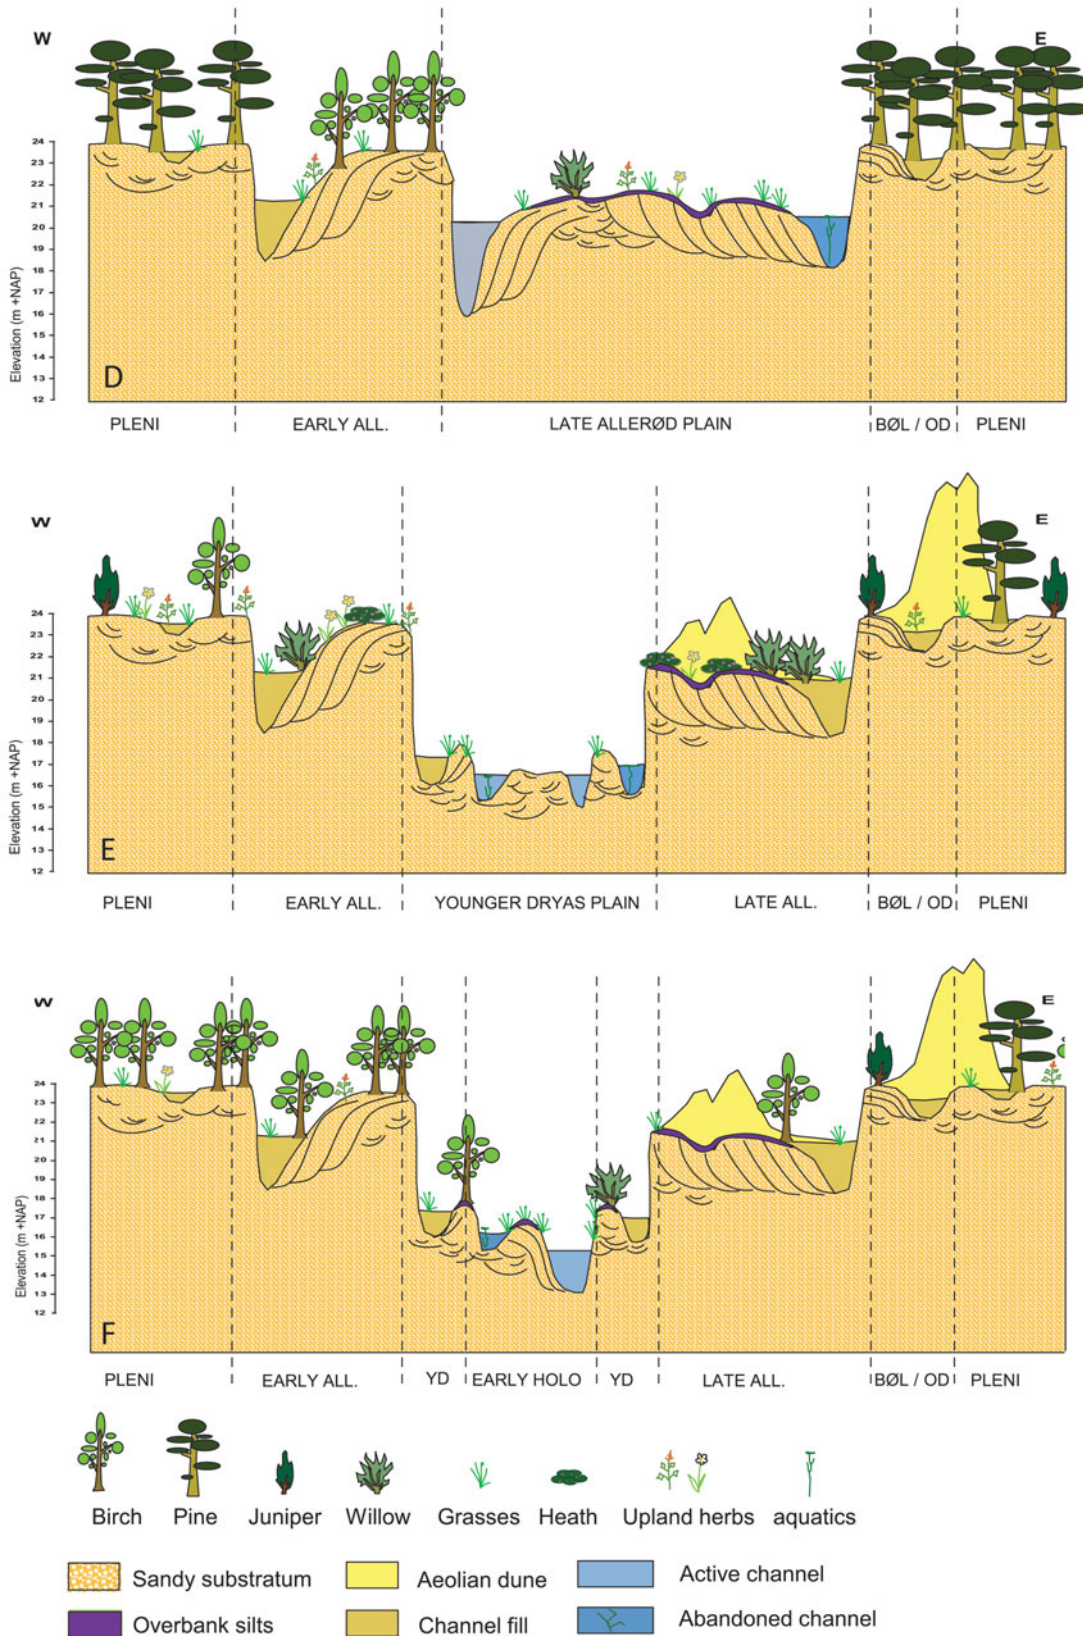 W
E
24
23
22
21
20
19
18
17
16
15
14
13
12
Elevation (m +NAP)
D
PLENI EARLY ALL. LATE ALLERØD PLAIN BØL / OD PLENI
W
E
24
23
22
21
20
19
18
17
16
15
14
13
12
Elevation (m +NAP)
E
PLENI EARLY ALL. YOUNGER DRYAS PLAIN LATE ALL. BØL / OD PLENI
W
E
24
23
22
21
20
19
18
17
16
15
14
13
12
Elevation (m +NAP)
F
PLENI EARLY ALL. YD EARLY HOLO YD LATE ALL. BØL / OD PLENI
Birch Pine Juniper Willow Grasses Heath Upland herbs aquatics
Sandy substratum Aeolian dune Active channel
Overbank silts Channel fill Abandoned channel